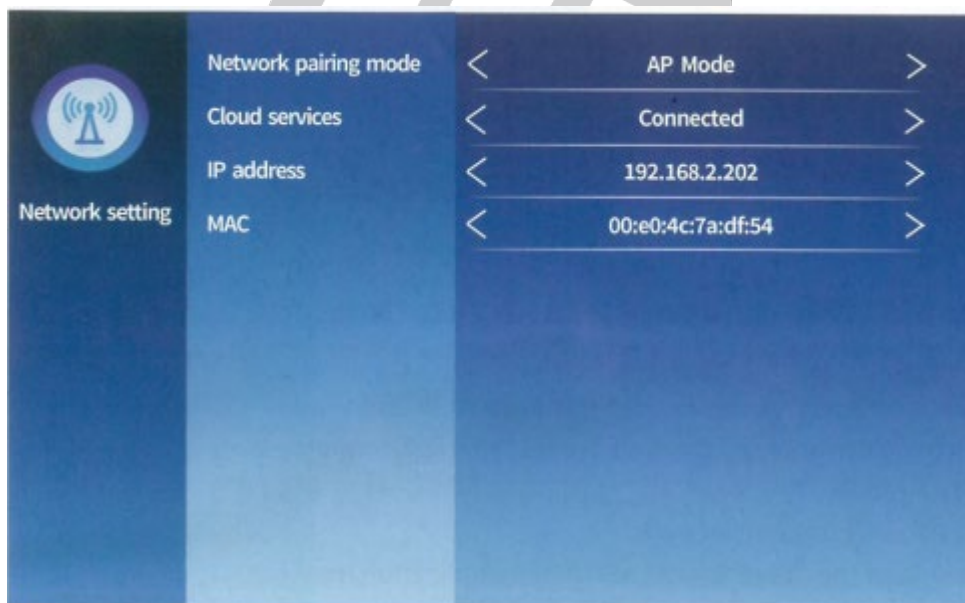 Network setting
Network pairing mode < AP Mode >
Cloud services < Connected >
IP address < 192.168.2.202 >
MAC < 00:e0:4c:7a:df:54 >